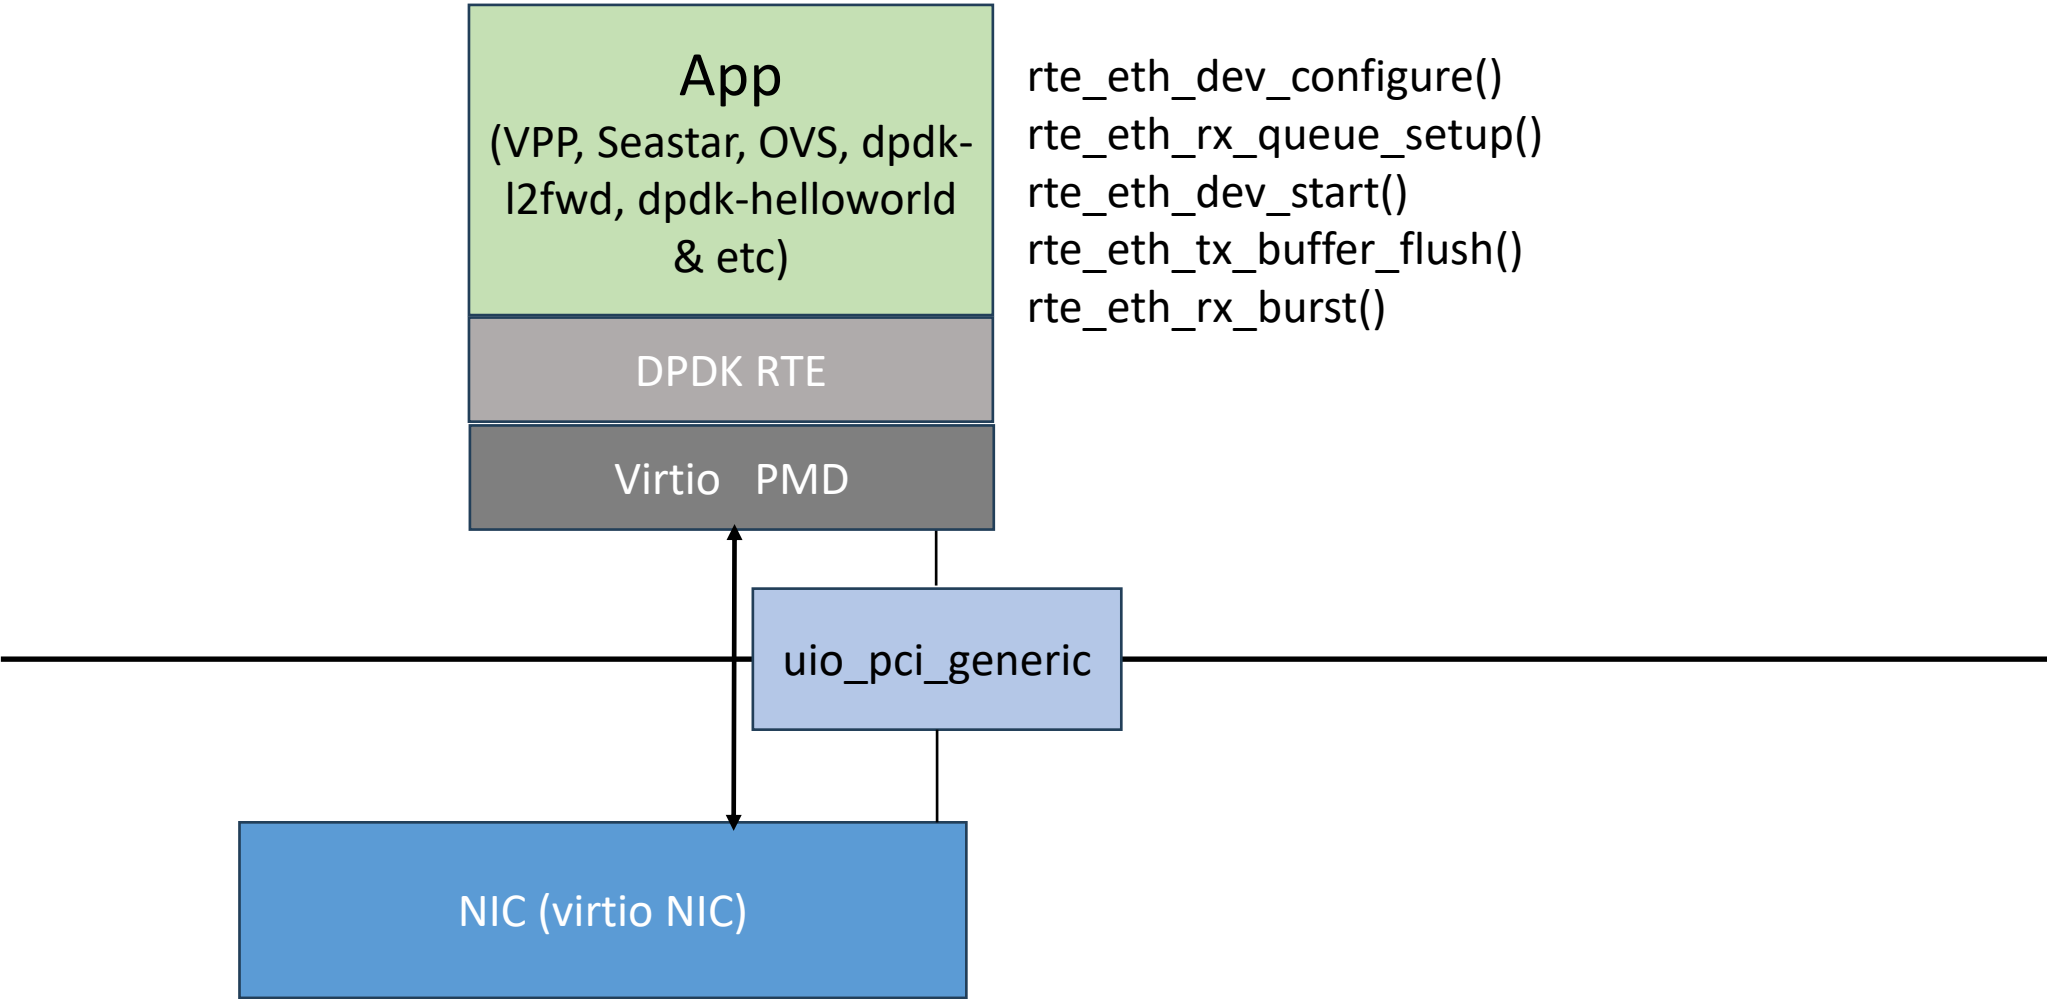 App
(VPP, Seastar, OVS, dpdk-
l2fwd, dpdk-helloworld
& etc)
rte_eth_dev_configure()
rte_eth_rx_queue_setup()
rte_eth_dev_start()
rte_eth_tx_buffer_flush()
rte_eth_rx_burst()
DPDK RTE
Virtio   PMD
uio_pci_generic
NIC (virtio NIC)